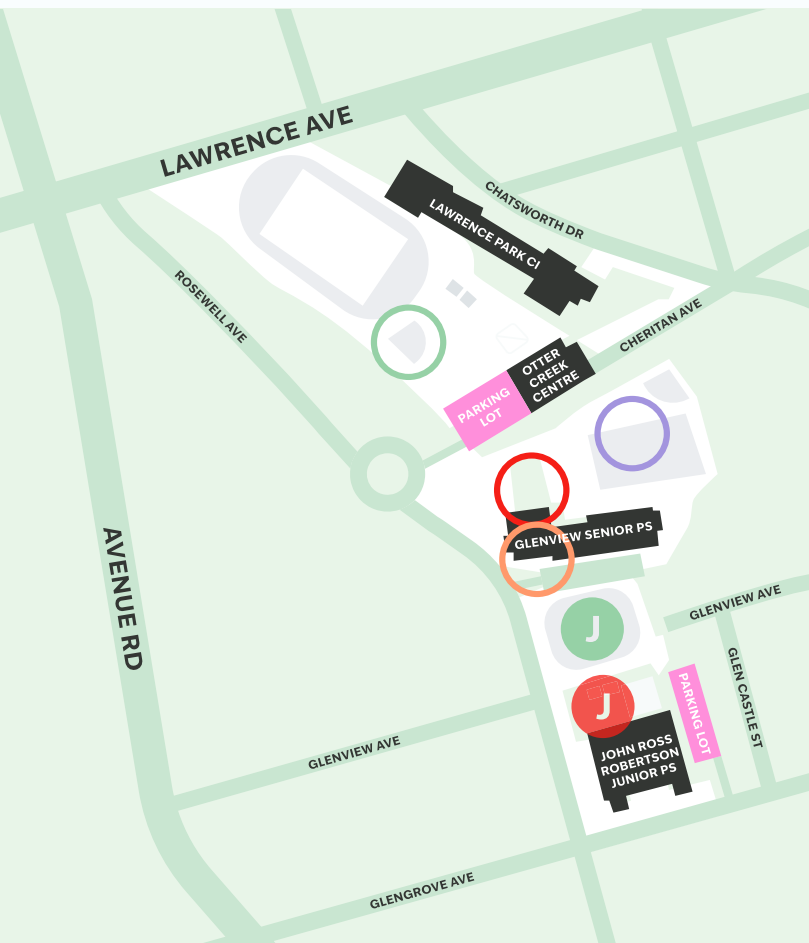 LAWRENCE AVE
CHATSWORTH DR
LAWRENCE PARK CI
ROSEWELL AVE
CHERITAN AVE
OTTER
CREEK
CENTRE
PARKING
LOT
GLENVIEW SENIOR PS
AVENUE RD
GLENVIEW AVE
J
GLEN CASTLE ST
PARKING LOT
J
JOHN ROSS
ROBERTSON
JUNIOR PS
GLENVIEW AVE
GLENGROVE AVE